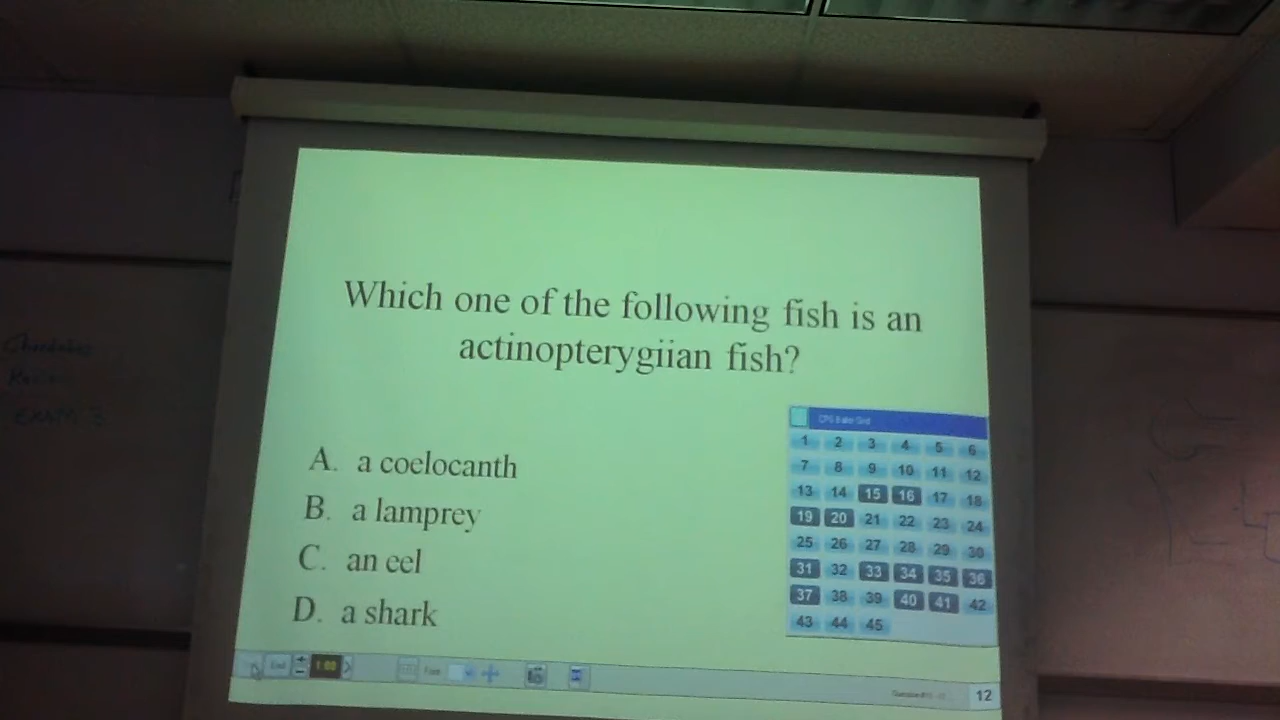 Which one of the following fish is an
actinopterygiian fish?
A. a coelocanth
B. a lamprey
C. an eel
D. a shark
1 2 3 4 5 6
7 8 9 10 11 12
13 14 15 16 17 18
19 20 21 22 23 24
25 26 27 28 29 30
31 32 33 34 35 36
37 38 39 40 41 42
43 44 45
End
12
EXAM 3